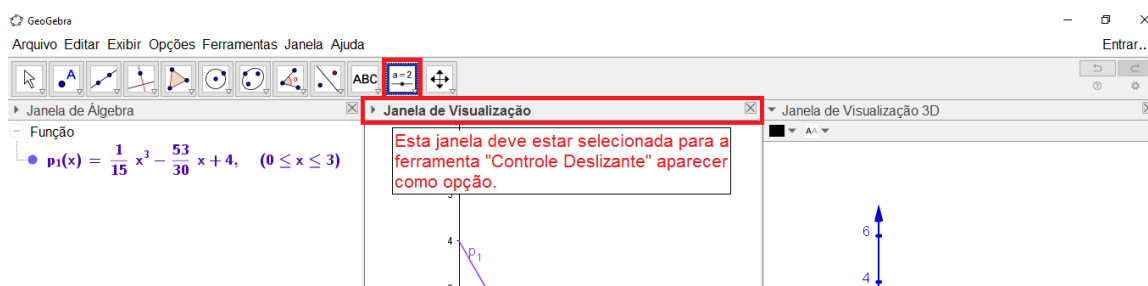 GeoGebra
Arquivo Editar Exibir Opções Ferramentas Janela Ajuda
Entrar...
A
α
ABC
a=2
Janela de Álgebra
Janela de Visualização
Janela de Visualização 3D
Função
p₁(x) = 1/15 x³ − 53/30 x + 4, (0 ≤ x ≤ 3)
Esta janela deve estar selecionada para a
ferramenta "Controle Deslizante" aparecer
como opção.
AA
4
p₁
6
4